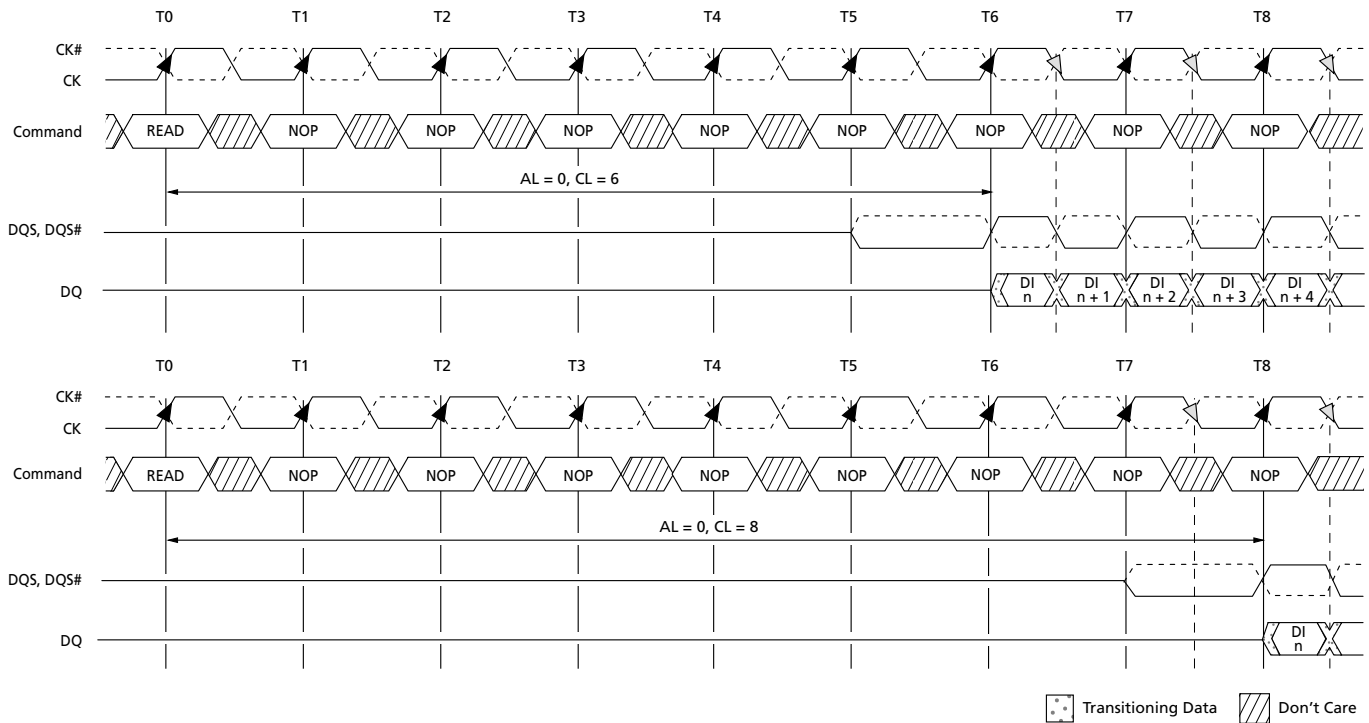 T0 T1 T2 T3 T4 T5 T6 T7 T8
CK#
CK
Command READ NOP NOP NOP NOP NOP NOP NOP NOP
AL = 0, CL = 6
DQS, DQS#
DQ DI n DI n + 1 DI n + 2 DI n + 3 DI n + 4
T0 T1 T2 T3 T4 T5 T6 T7 T8
CK#
CK
Command READ NOP NOP NOP NOP NOP NOP NOP NOP
AL = 0, CL = 8
DQS, DQS#
DQ DI n
Transitioning Data Don't Care